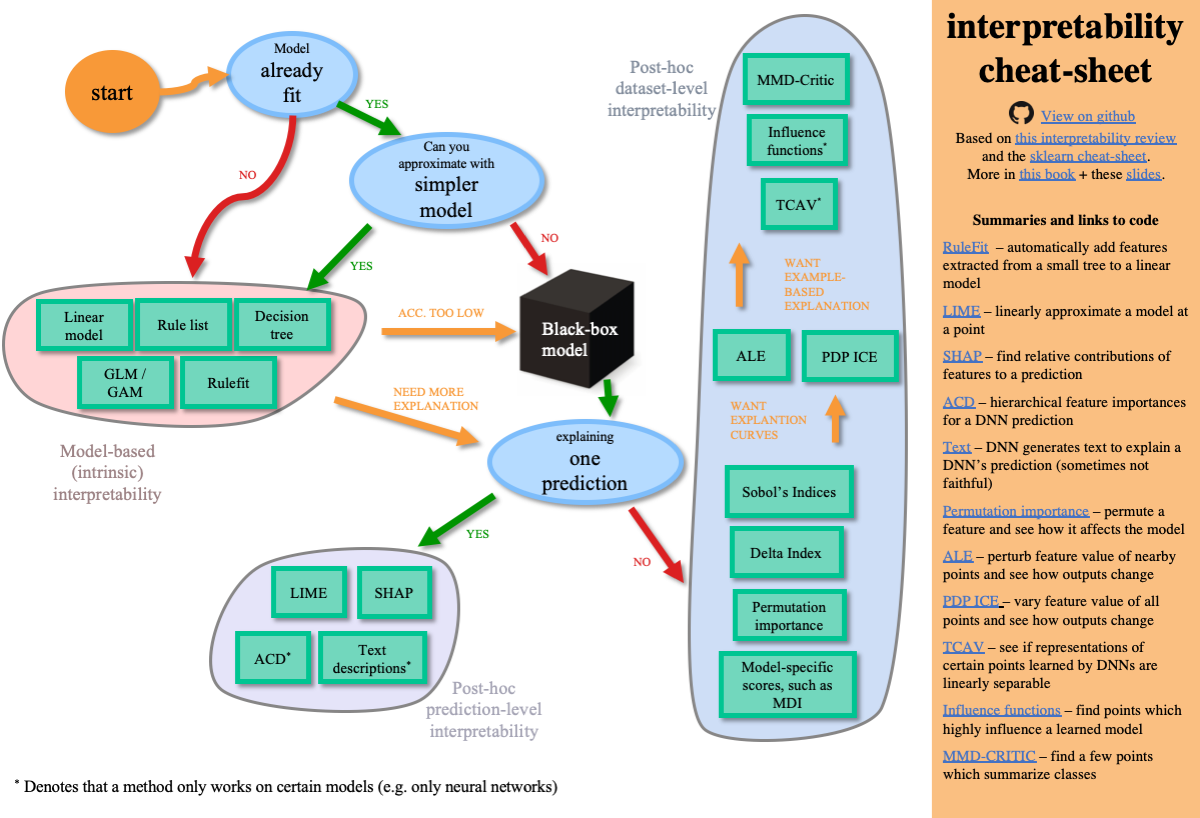 start
Model
already
fit
YES
NO
Can you
approximate with
simpler
model
YES
NO
Linear
model
Rule list
Decision
tree
GLM /
GAM
Rulefit
Model-based
(intrinsic)
interpretability
ACC. TOO LOW
NEED MORE
EXPLANATION
Black-box
model
explaining
one
prediction
YES
NO
LIME
SHAP
ACD*
Text
descriptions*
Post-hoc
prediction-level
interpretability
Post-hoc
dataset-level
interpretability
MMD-Critic
Influence
functions*
TCAV*
WANT
EXAMPLE-
BASED
EXPLANATION
ALE
PDP ICE
WANT
EXPLANTION
CURVES
Sobol's Indices
Delta Index
Permutation
importance
Model-specific
scores, such as
MDI
* Denotes that a method only works on certain models (e.g. only neural networks)
interpretability
cheat-sheet
View on github
Based on this interpretability review
and the sklearn cheat-sheet.
More in this book + these slides.
Summaries and links to code
RuleFit – automatically add features
extracted from a small tree to a linear
model
LIME – linearly approximate a model at
a point
SHAP – find relative contributions of
features to a prediction
ACD – hierarchical feature importances
for a DNN prediction
Text – DNN generates text to explain a
DNN's prediction (sometimes not
faithful)
Permutation importance – permute a
feature and see how it affects the model
ALE – perturb feature value of nearby
points and see how outputs change
PDP ICE – vary feature value of all
points and see how outputs change
TCAV – see if representations of
certain points learned by DNNs are
linearly separable
Influence functions – find points which
highly influence a learned model
MMD-CRITIC – find a few points
which summarize classes